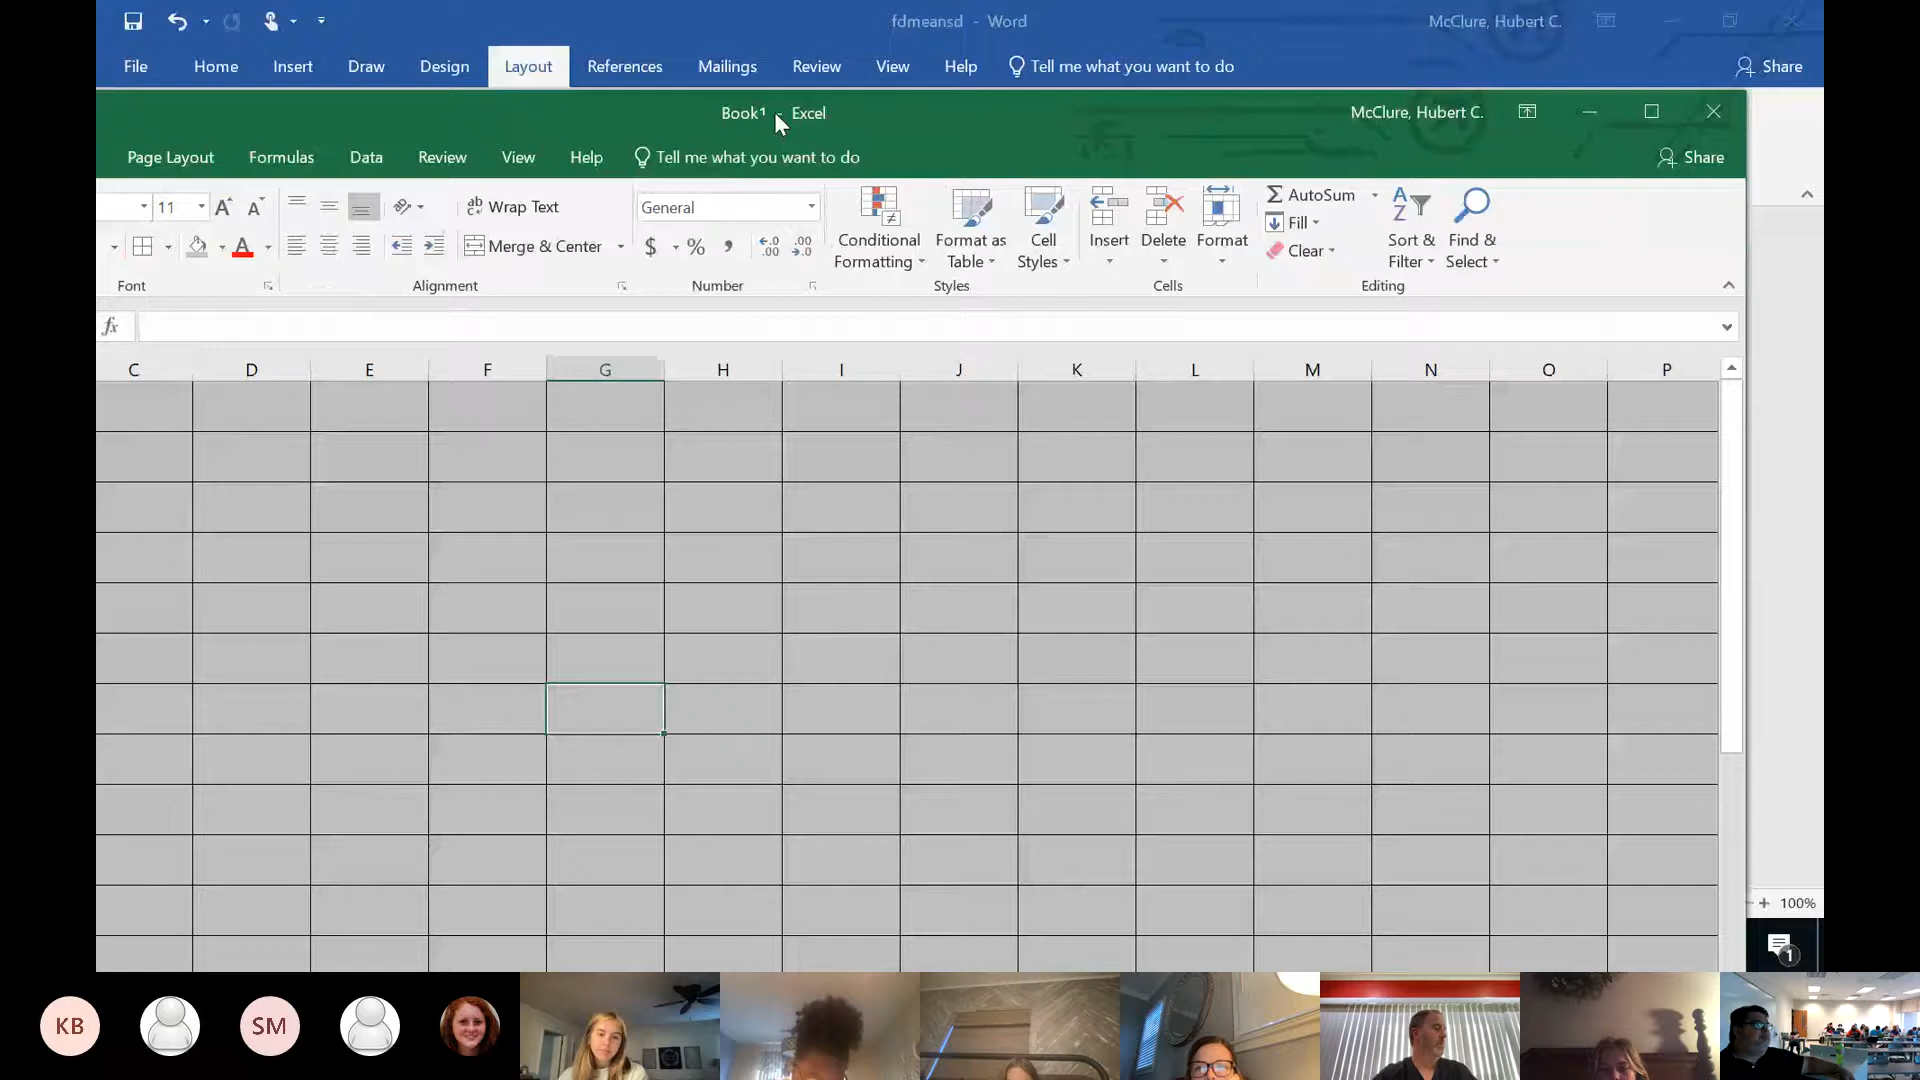 fdmeansd - Word
McClure, Hubert C.
File Home Insert Draw Design Layout References Mailings Review View Help Tell me what you want to do Share
Book1 - Excel
McClure, Hubert C.
Page Layout Formulas Data Review View Help Tell me what you want to do Share
11 A A ab Wrap Text General AutoSum
Fill
A Merge & Center $ % , Conditional Formatting Format as Table Cell Styles Insert Delete Format Clear Sort & Filter Find & Select
Font Alignment Number Styles Cells Editing
fx
C D E F G H I J K L M N O P
100%
1
KB SM